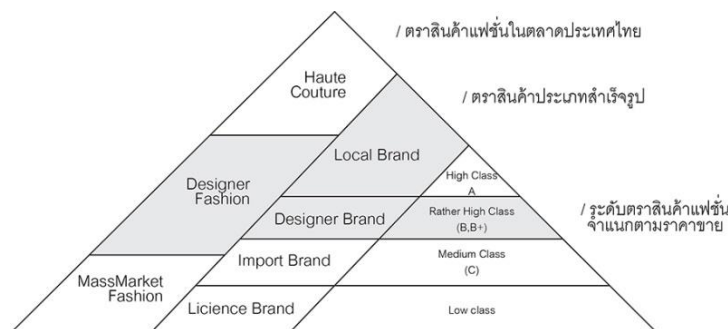 / ตราสินค้าแฟชั่นในตลาดประเทศไทย
Haute
Couture
/ ตราสินค้าประเภทสำเร็จรูป
Local Brand
High Class
A
Designer
Fashion
Designer Brand
Rather High Class
(B,B+)
/ ระดับตราสินค้าแฟชั่น
จำแนกตามราคาขาย
Import Brand
Medium Class
(C)
MassMarket
Fashion
Licience Brand
Low class